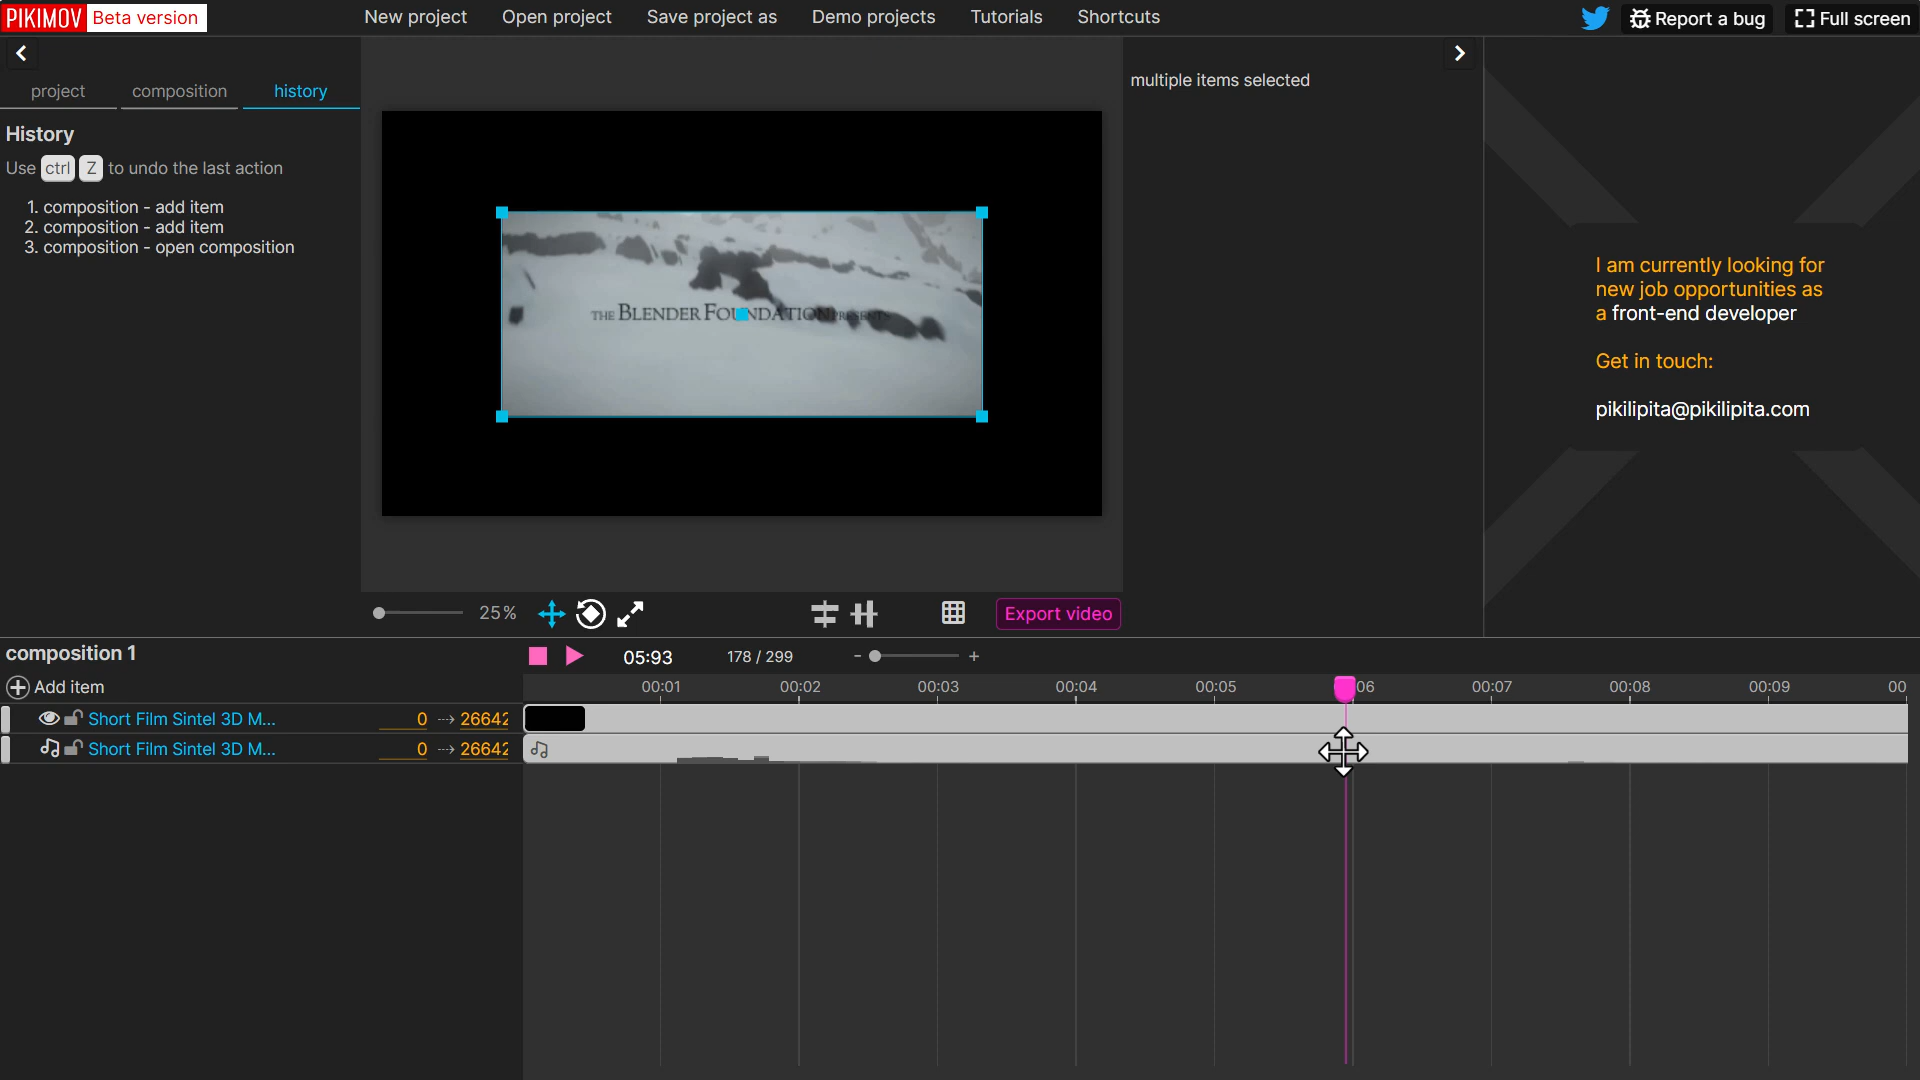 PIKIMOV Beta version
New project Open project Save project as Demo projects Tutorials Shortcuts
Report a bug Full screen
project composition history
History
Use ctrl Z to undo the last action
1. composition - add item
2. composition - add item
3. composition - open composition
THE BLENDER FOUNDATION PRESENTS
multiple items selected
I am currently looking for
new job opportunities as
a front-end developer
Get in touch:
pikilipita@pikilipita.com
25%
Export video
composition 1
05:93 178 / 299 - +
Add item
00:01 00:02 00:03 00:04 00:05 06 00:07 00:08 00:09 00
Short Film Sintel 3D M... 0 26642
Short Film Sintel 3D M... 0 26642